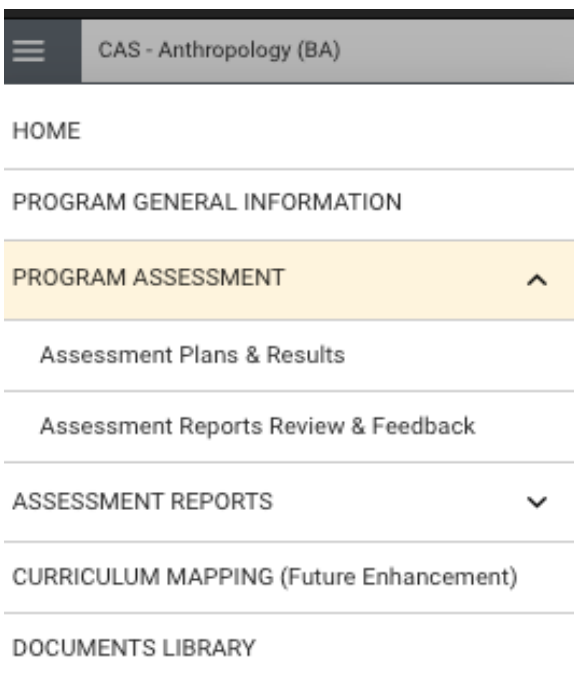 CAS - Anthropology (BA)
HOME
PROGRAM GENERAL INFORMATION
PROGRAM ASSESSMENT
Assessment Plans & Results
Assessment Reports Review & Feedback
ASSESSMENT REPORTS
CURRICULUM MAPPING (Future Enhancement)
DOCUMENTS LIBRARY